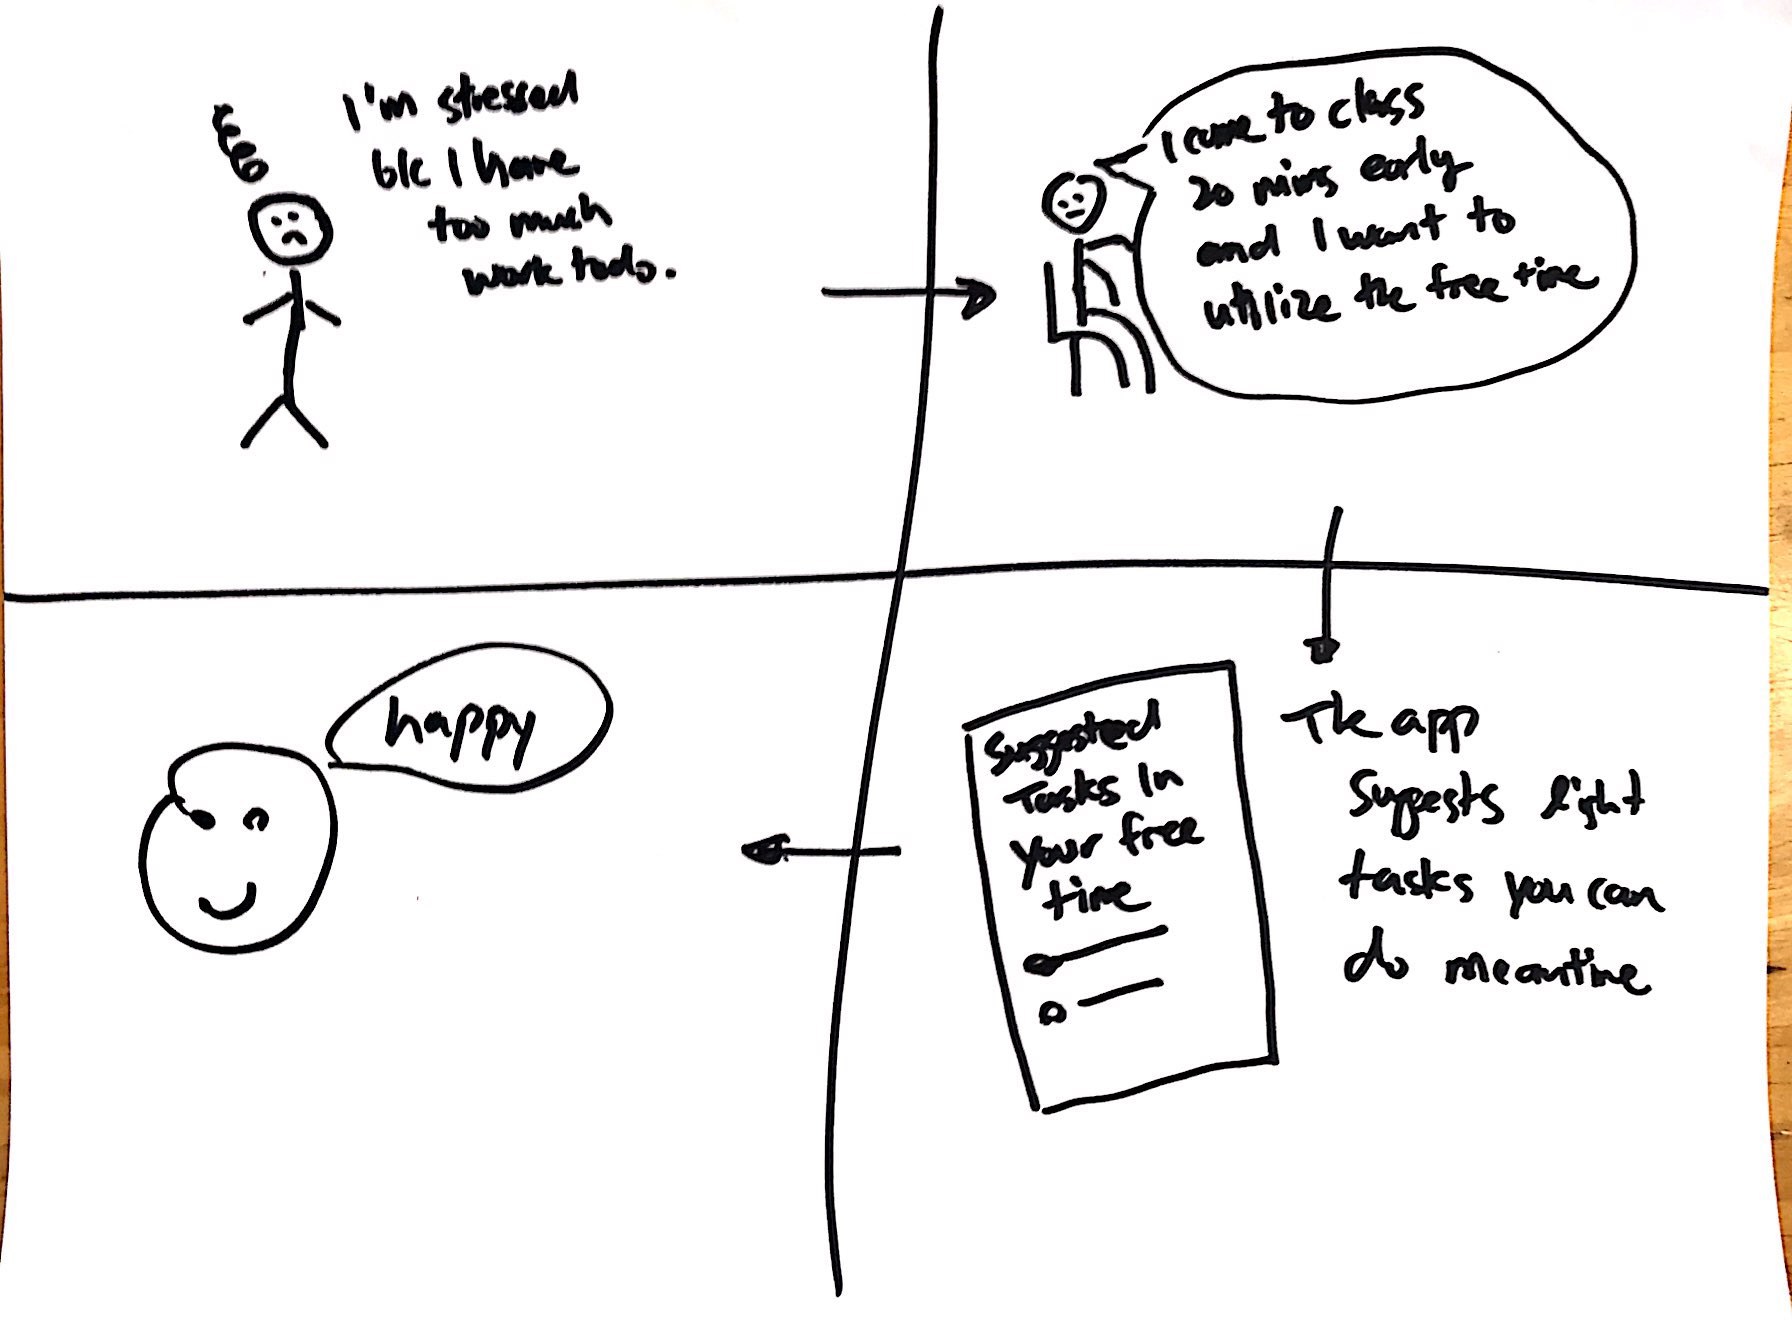 I'm stressed
b/c I have
too much
work todo.
I came to class
20 mins early
and I want to
utilize the free time
The app
suggests light
tasks you can
do meantime
Suggested
Tasks In
your free
time
happy